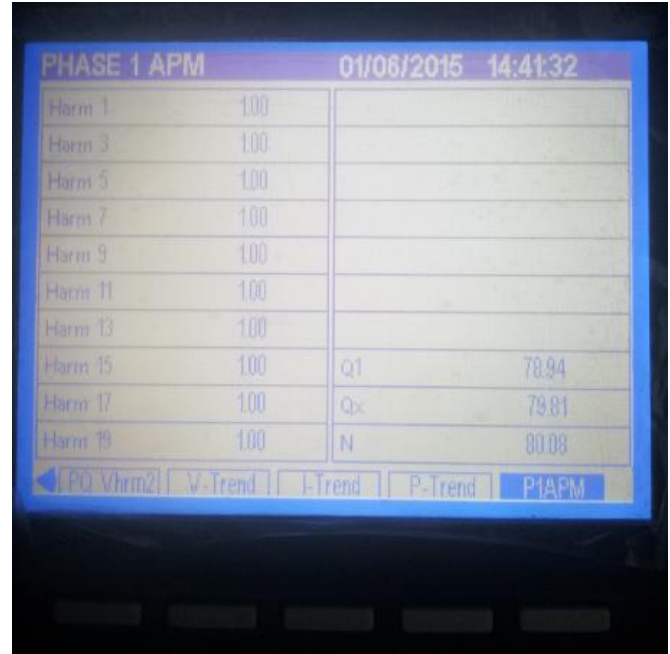 PHASE 1 APM 01/06/2015 14:41:32
Harm 1 1.00
Harm 3 1.00
Harm 5 1.00
Harm 7 1.00
Harm 9 1.00
Harm 11 1.00
Harm 13 1.00
Harm 15 1.00 Q1 78.94
Harm 17 1.00 Qx 79.81
Harm 19 1.00 N 80.08
PQ Vhrm2 V-Trend I-Trend P-Trend P1APM